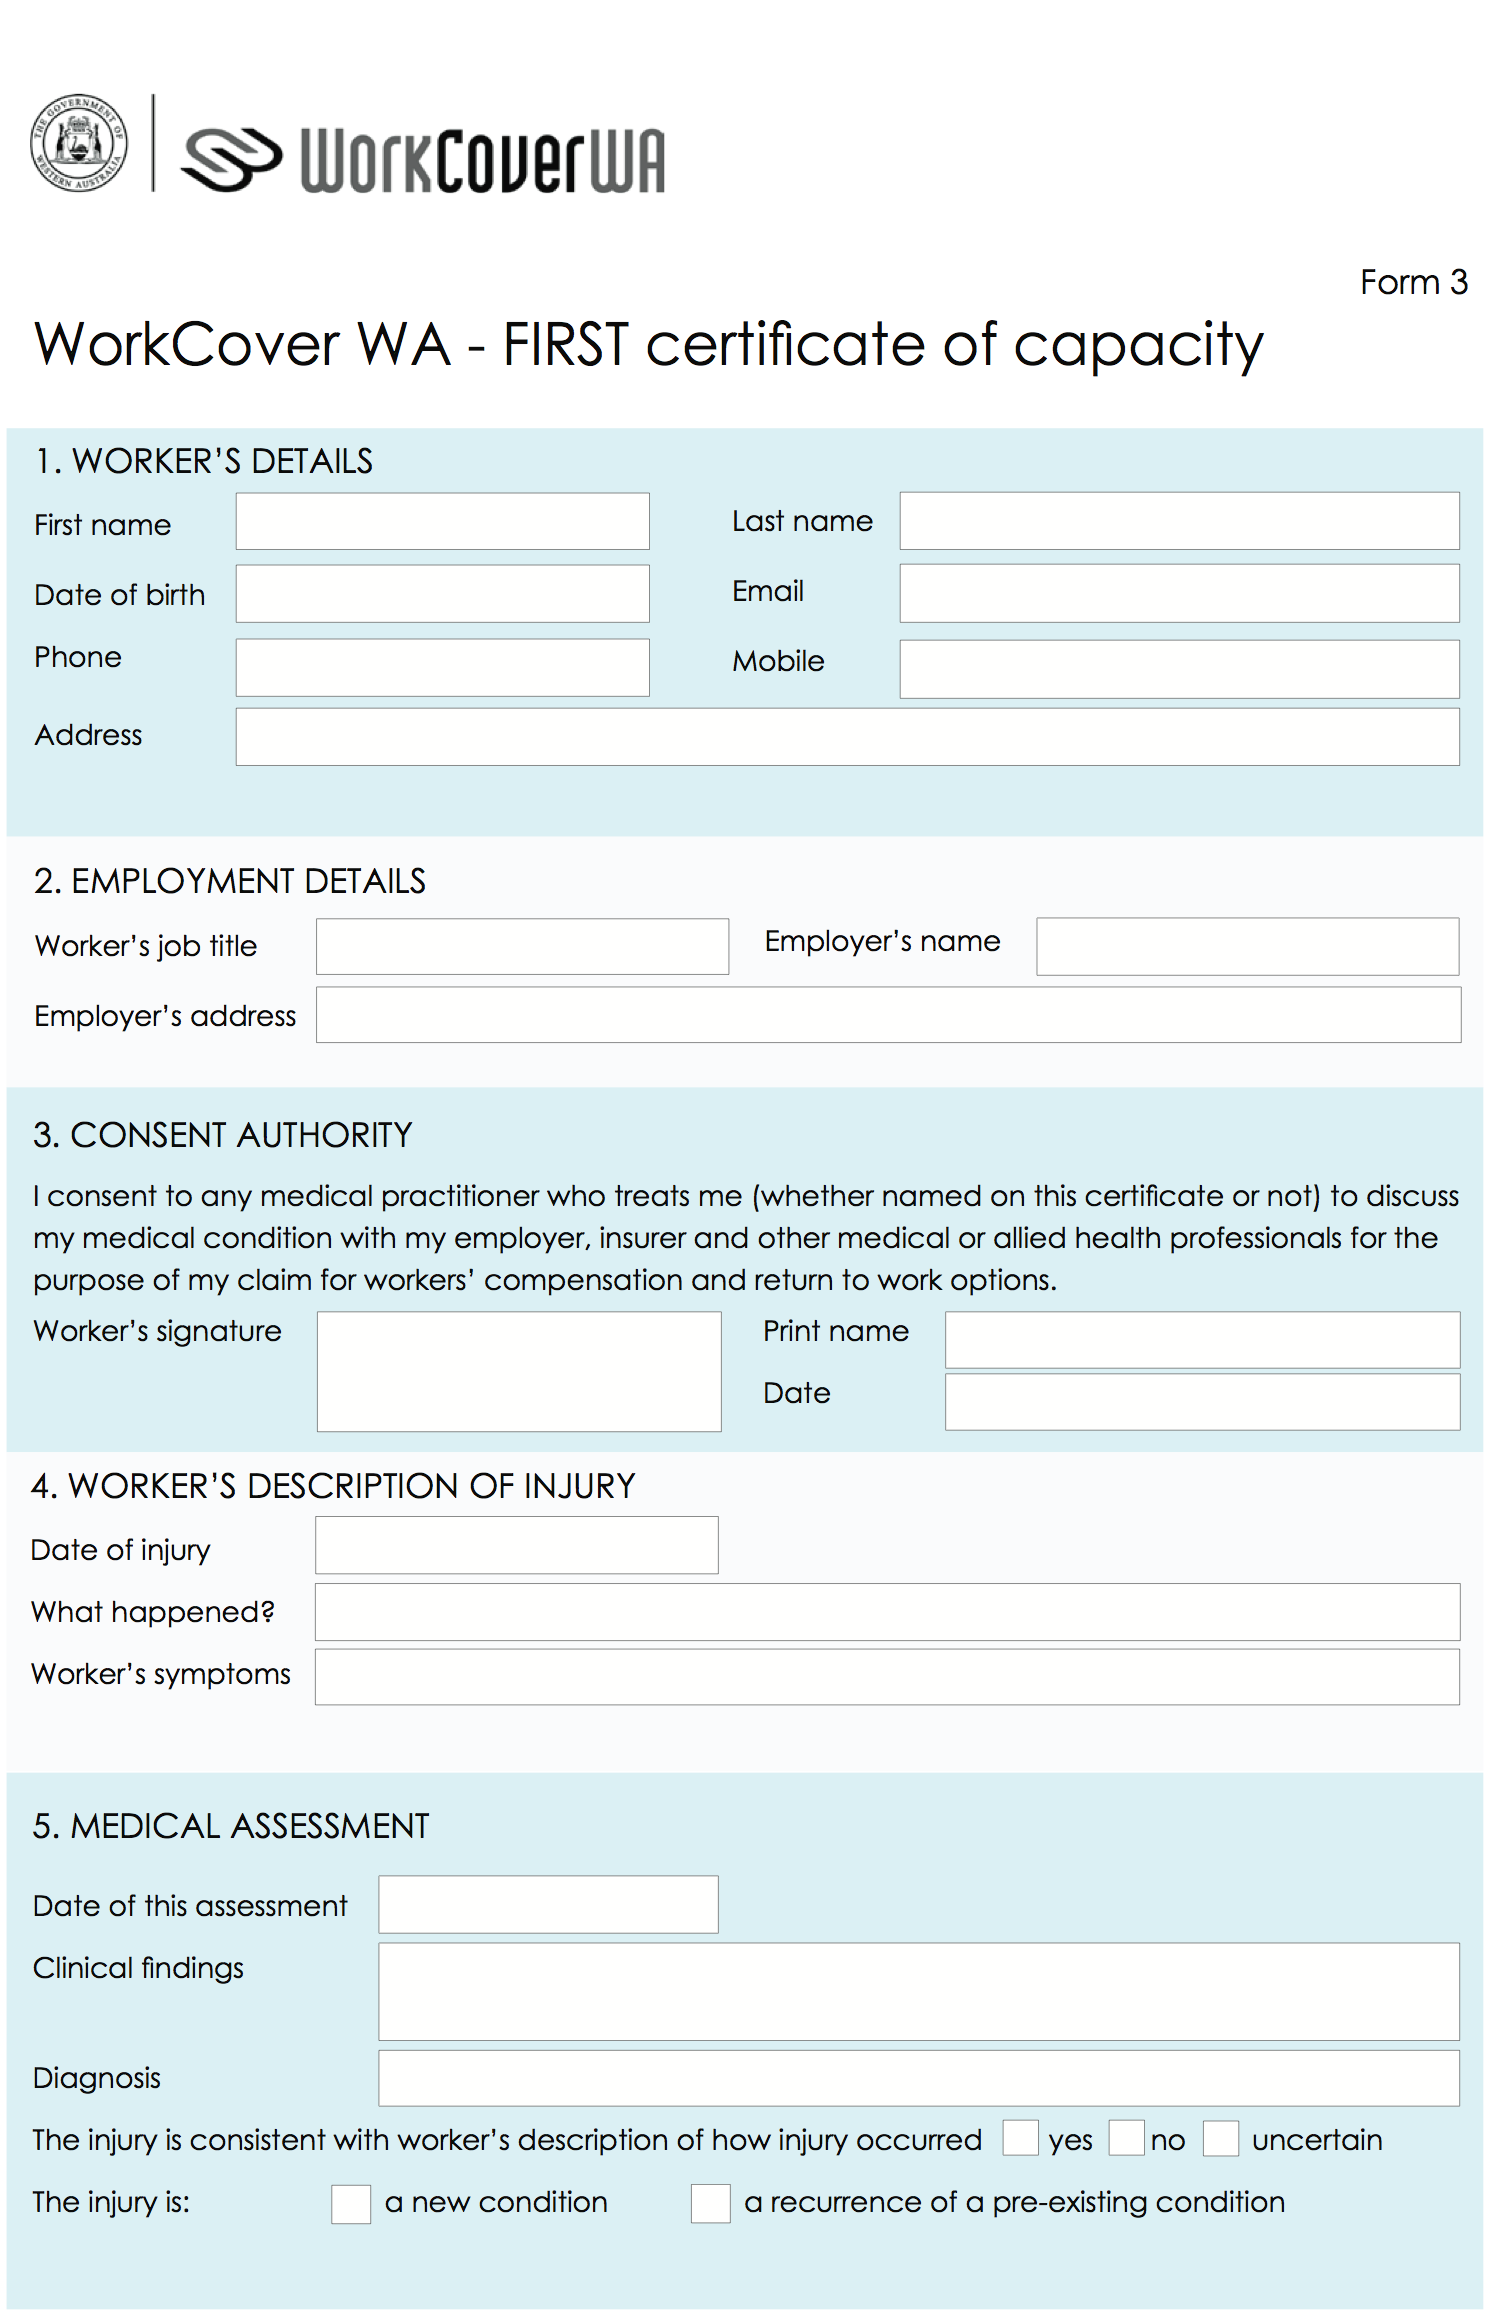 THE GOVERNMENT OF
WESTERN AUSTRALIA
WorkCoverWA
Form 3
WorkCover WA - FIRST certificate of capacity
1. WORKER’S DETAILS
First name Last name
Date of birth Email
Phone Mobile
Address
2. EMPLOYMENT DETAILS
Worker’s job title Employer’s name
Employer’s address
3. CONSENT AUTHORITY
I consent to any medical practitioner who treats me (whether named on this certificate or not) to discuss
my medical condition with my employer, insurer and other medical or allied health professionals for the
purpose of my claim for workers’ compensation and return to work options.
Worker’s signature Print name
Date
4. WORKER’S DESCRIPTION OF INJURY
Date of injury
What happened?
Worker’s symptoms
5. MEDICAL ASSESSMENT
Date of this assessment
Clinical findings
Diagnosis
The injury is consistent with worker’s description of how injury occurred yes no uncertain
The injury is: a new condition a recurrence of a pre-existing condition